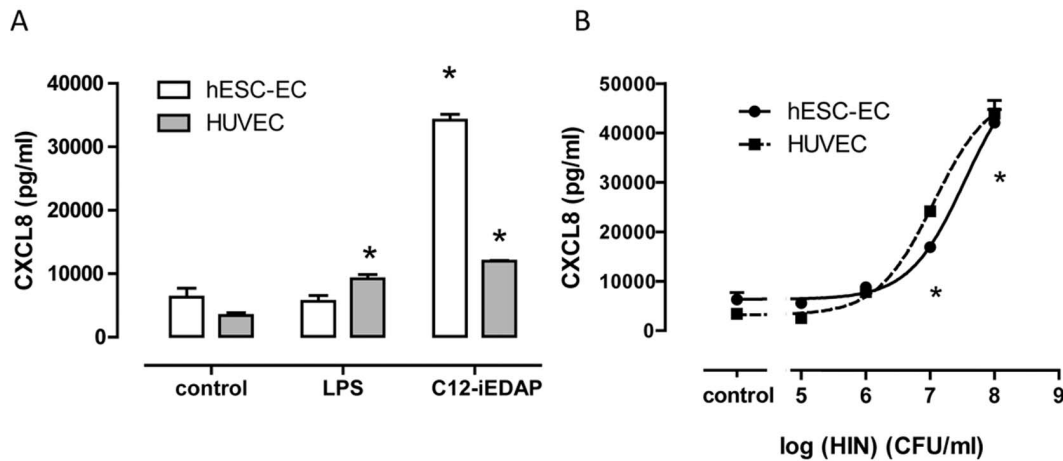 A
CXCL8 (pg/ml)
40000
30000
20000
10000
0
hESC-EC
HUVEC
*
*
*
control LPS C12-iEDAP
B
CXCL8 (pg/ml)
50000
40000
30000
20000
10000
0
hESC-EC
HUVEC
*
*
control 5 6 7 8 9
log (HIN) (CFU/ml)